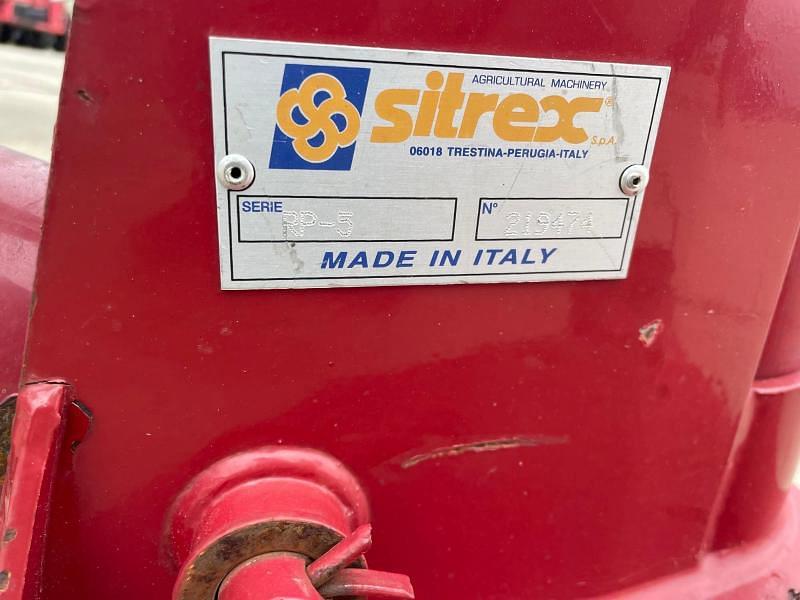 AGRICULTURAL MACHINERY
sitrex® S.p.A.
06018 TRESTINA-PERUGIA-ITALY
SERIE RP-5
N° 219474
MADE IN ITALY